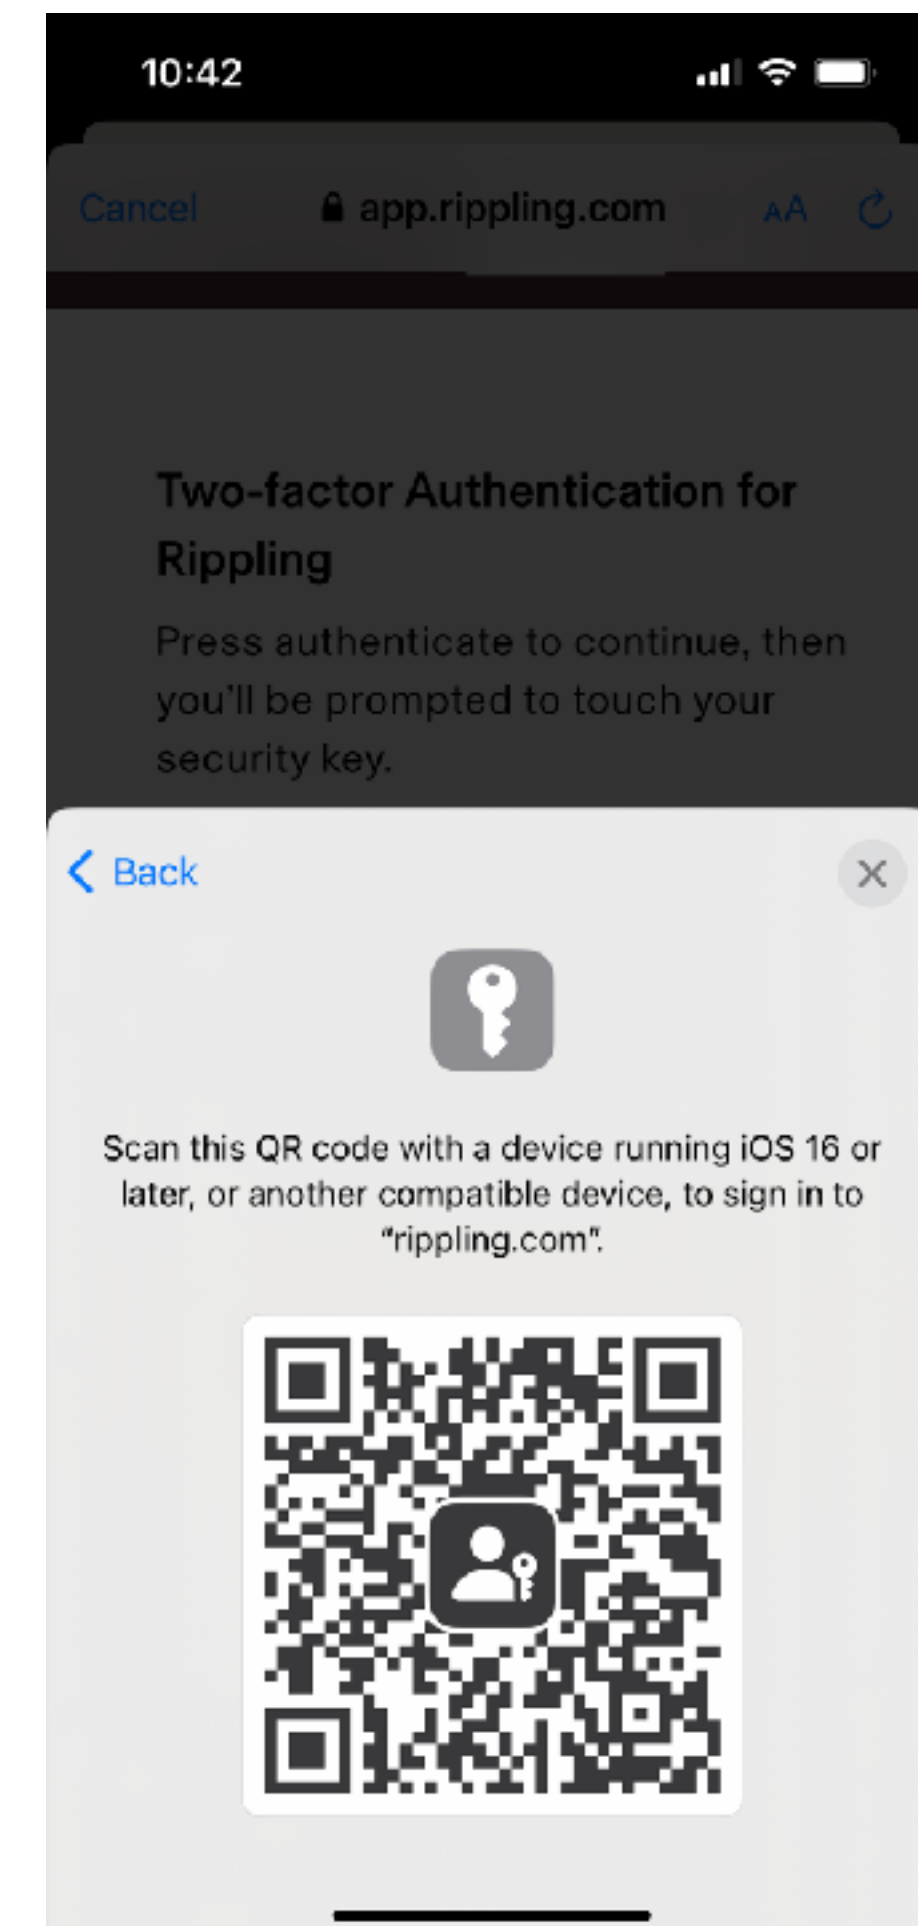 10:42
Cancel app.rippling.com AA
Two-factor Authentication for
Rippling
Press authenticate to continue, then
you'll be prompted to touch your
security key.
Back
Scan this QR code with a device running iOS 16 or
later, or another compatible device, to sign in to
“rippling.com”.